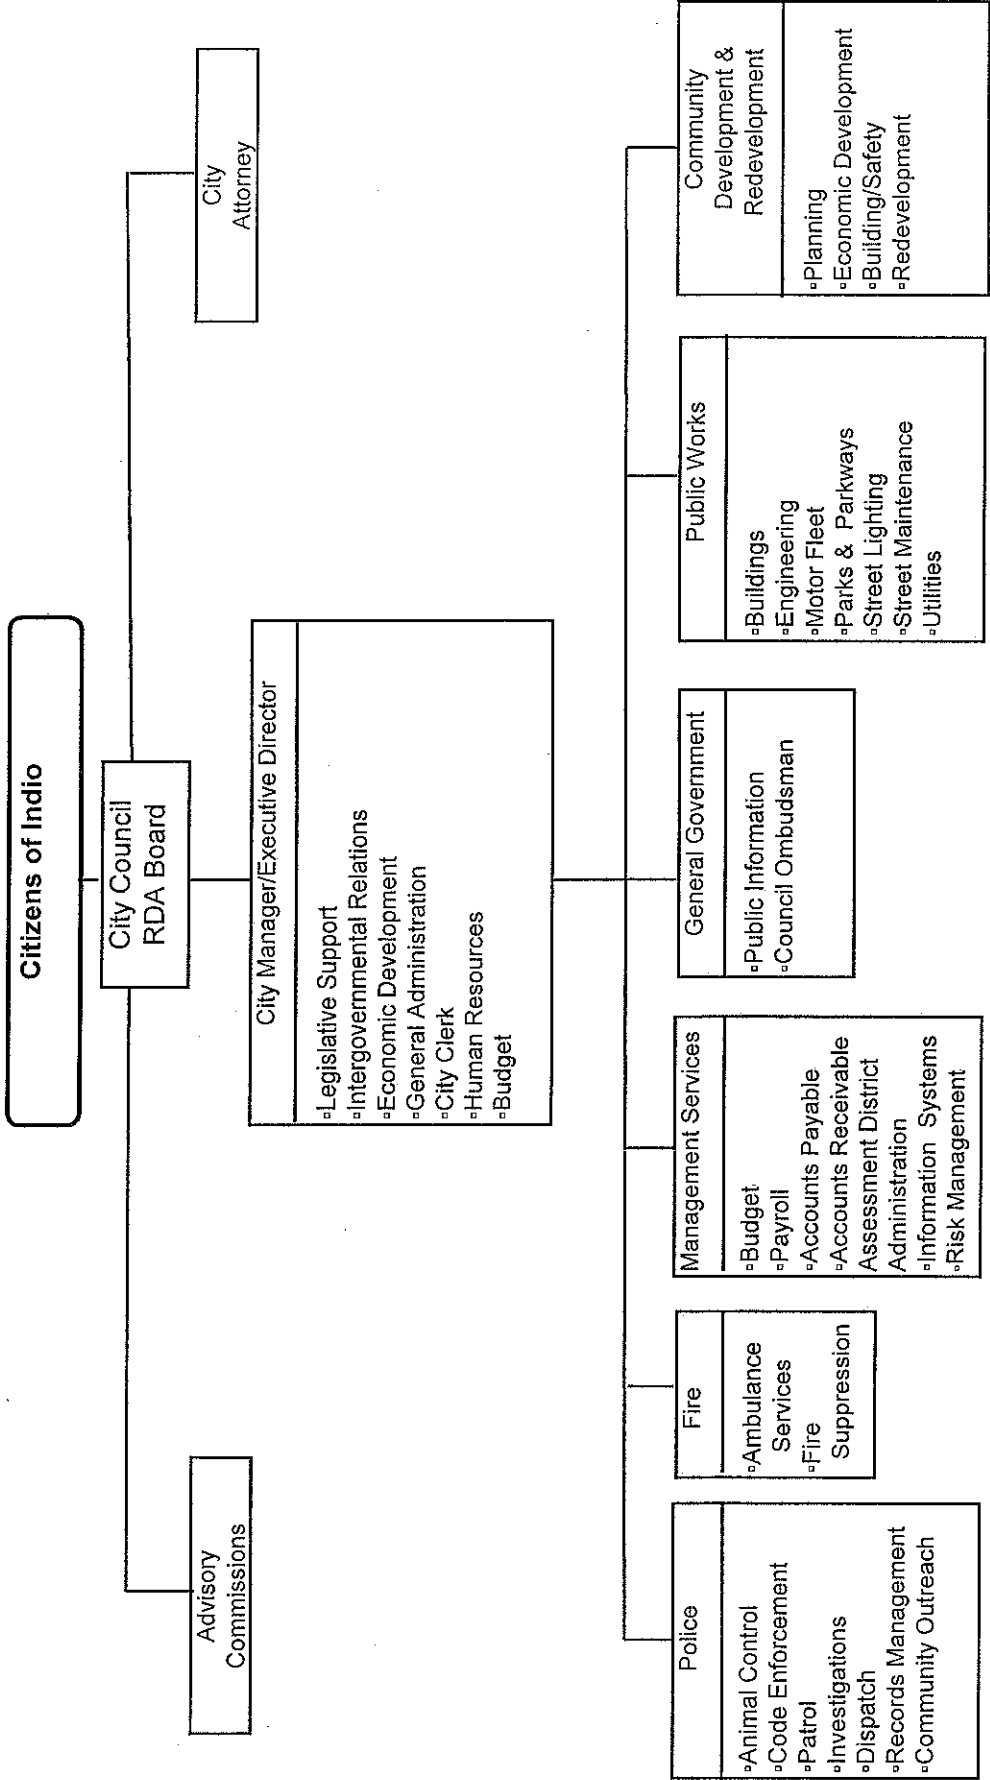 Citizens of Indio
City Council
RDA Board
Advisory
Commissions
City
Attorney
City Manager/Executive Director
▫Legislative Support
▫Intergovernmental Relations
▫Economic Development
▫General Administration
▫City Clerk
▫Human Resources
▫Budget
Police
▫Animal Control
▫Code Enforcement
▫Patrol
▫Investigations
▫Dispatch
▫Records Management
▫Community Outreach
Fire
▫Ambulance
Services
▫Fire
Suppression
Management Services
▫Budget
▫Payroll
▫Accounts Payable
▫Accounts Receivable
Assessment District
Administration
▫Information Systems
▫Risk Management
General Government
▫Public Information
▫Council Ombudsman
Public Works
▫Buildings
▫Engineering
▫Motor Fleet
▫Parks & Parkways
▫Street Lighting
▫Street Maintenance
▫Utilities
Community
Development &
Redevelopment
▫Planning
▫Economic Development
▫Building/Safety
▫Redevelopment